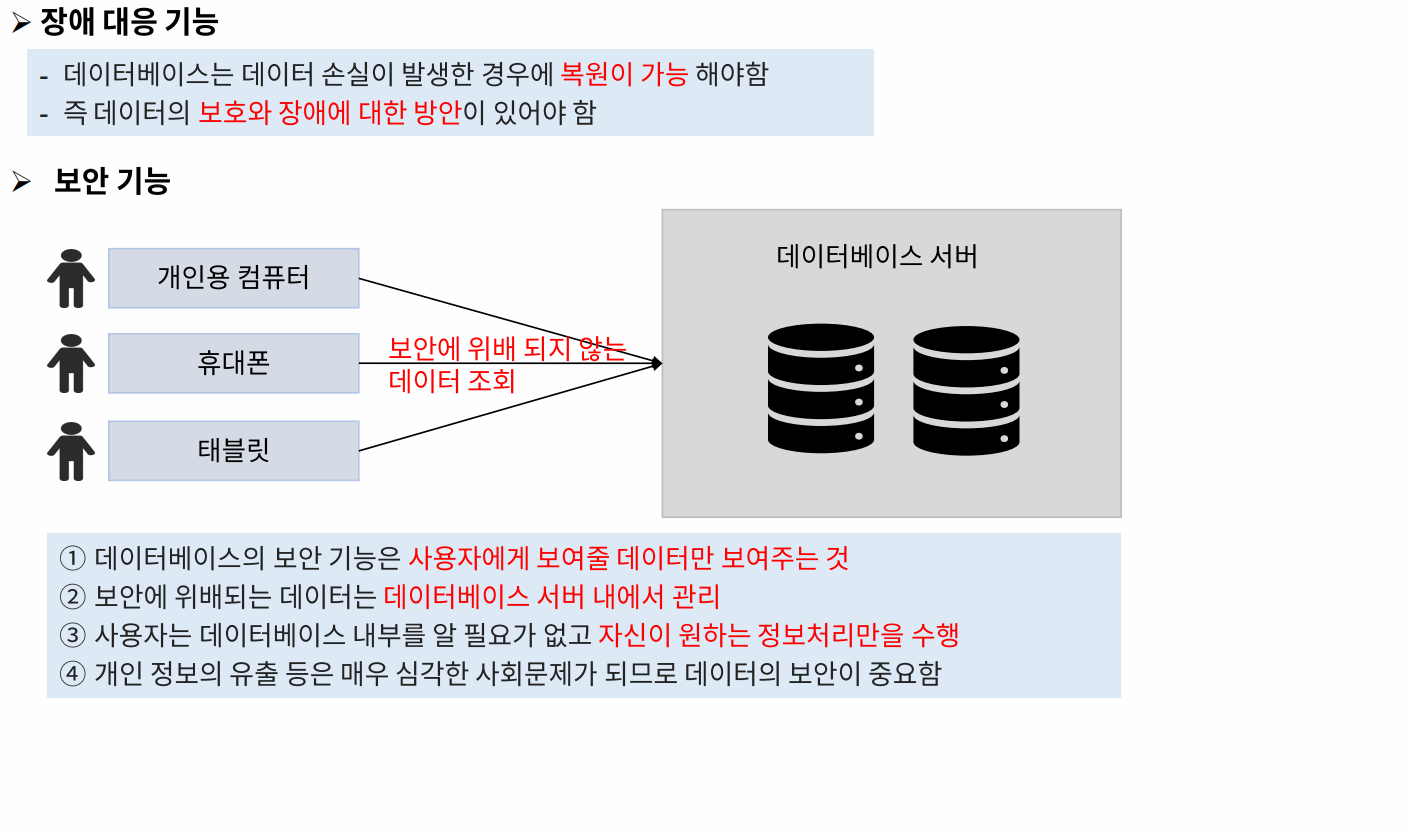 ➢ 장애 대응 기능
- 데이터베이스는 데이터 손실이 발생한 경우에 복원이 가능 해야함
- 즉 데이터의 보호와 장애에 대한 방안이 있어야 함
➢ 보안 기능
데이터베이스 서버
개인용 컴퓨터
휴대폰
보안에 위배 되지 않는
데이터 조회
태블릿
① 데이터베이스의 보안 기능은 사용자에게 보여줄 데이터만 보여주는 것
② 보안에 위배되는 데이터는 데이터베이스 서버 내에서 관리
③ 사용자는 데이터베이스 내부를 알 필요가 없고 자신이 원하는 정보처리만을 수행
④ 개인 정보의 유출 등은 매우 심각한 사회문제가 되므로 데이터의 보안이 중요함